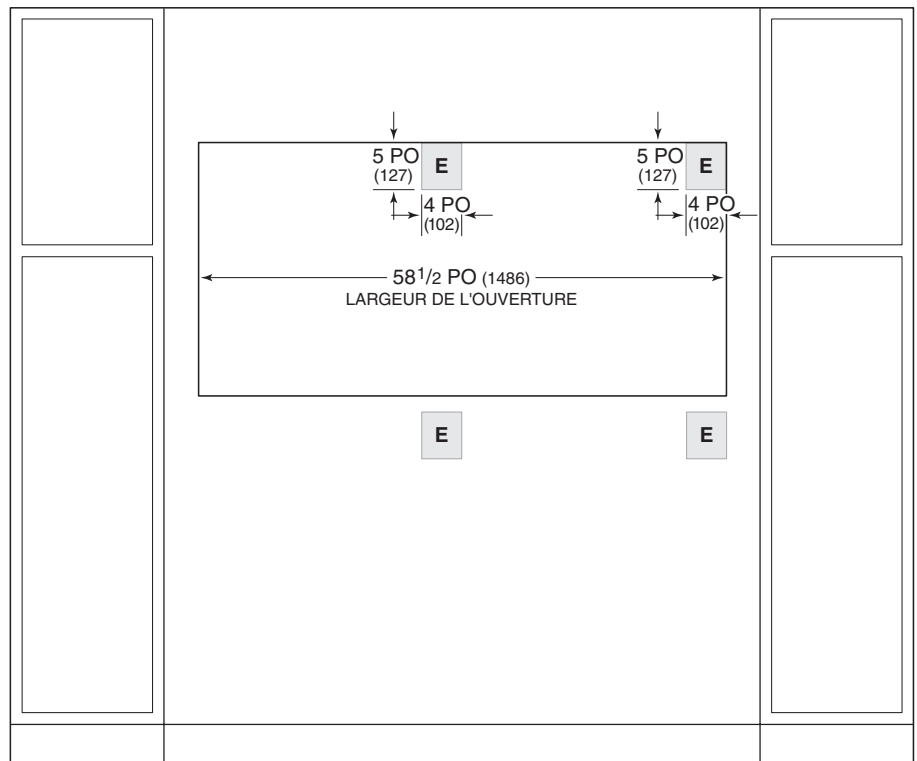 5 PO
(127)
E
5 PO
(127)
E
4 PO
(102)
4 PO
(102)
58 1/2 PO (1486)
LARGEUR DE L'OUVERTURE
E
E